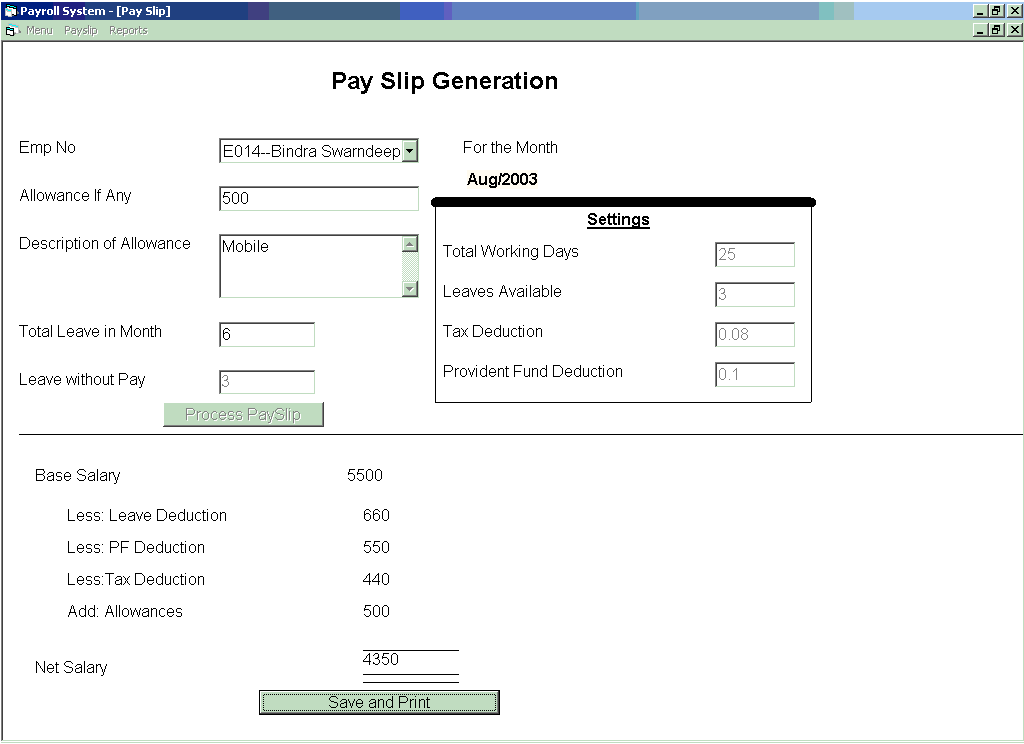 Payroll System - [Pay Slip]
Menu Payslip Reports
Pay Slip Generation
Emp No E014--Bindra Swarndeep For the Month
Aug/2003
Allowance If Any 500
Settings
Description of Allowance Mobile
Total Working Days 25
Leaves Available 3
Total Leave in Month 6
Tax Deduction 0.08
Leave without Pay 3
Provident Fund Deduction 0.1
Process PaySlip
Base Salary 5500
Less: Leave Deduction 660
Less: PF Deduction 550
Less:Tax Deduction 440
Add: Allowances 500
Net Salary 4350
Save and Print